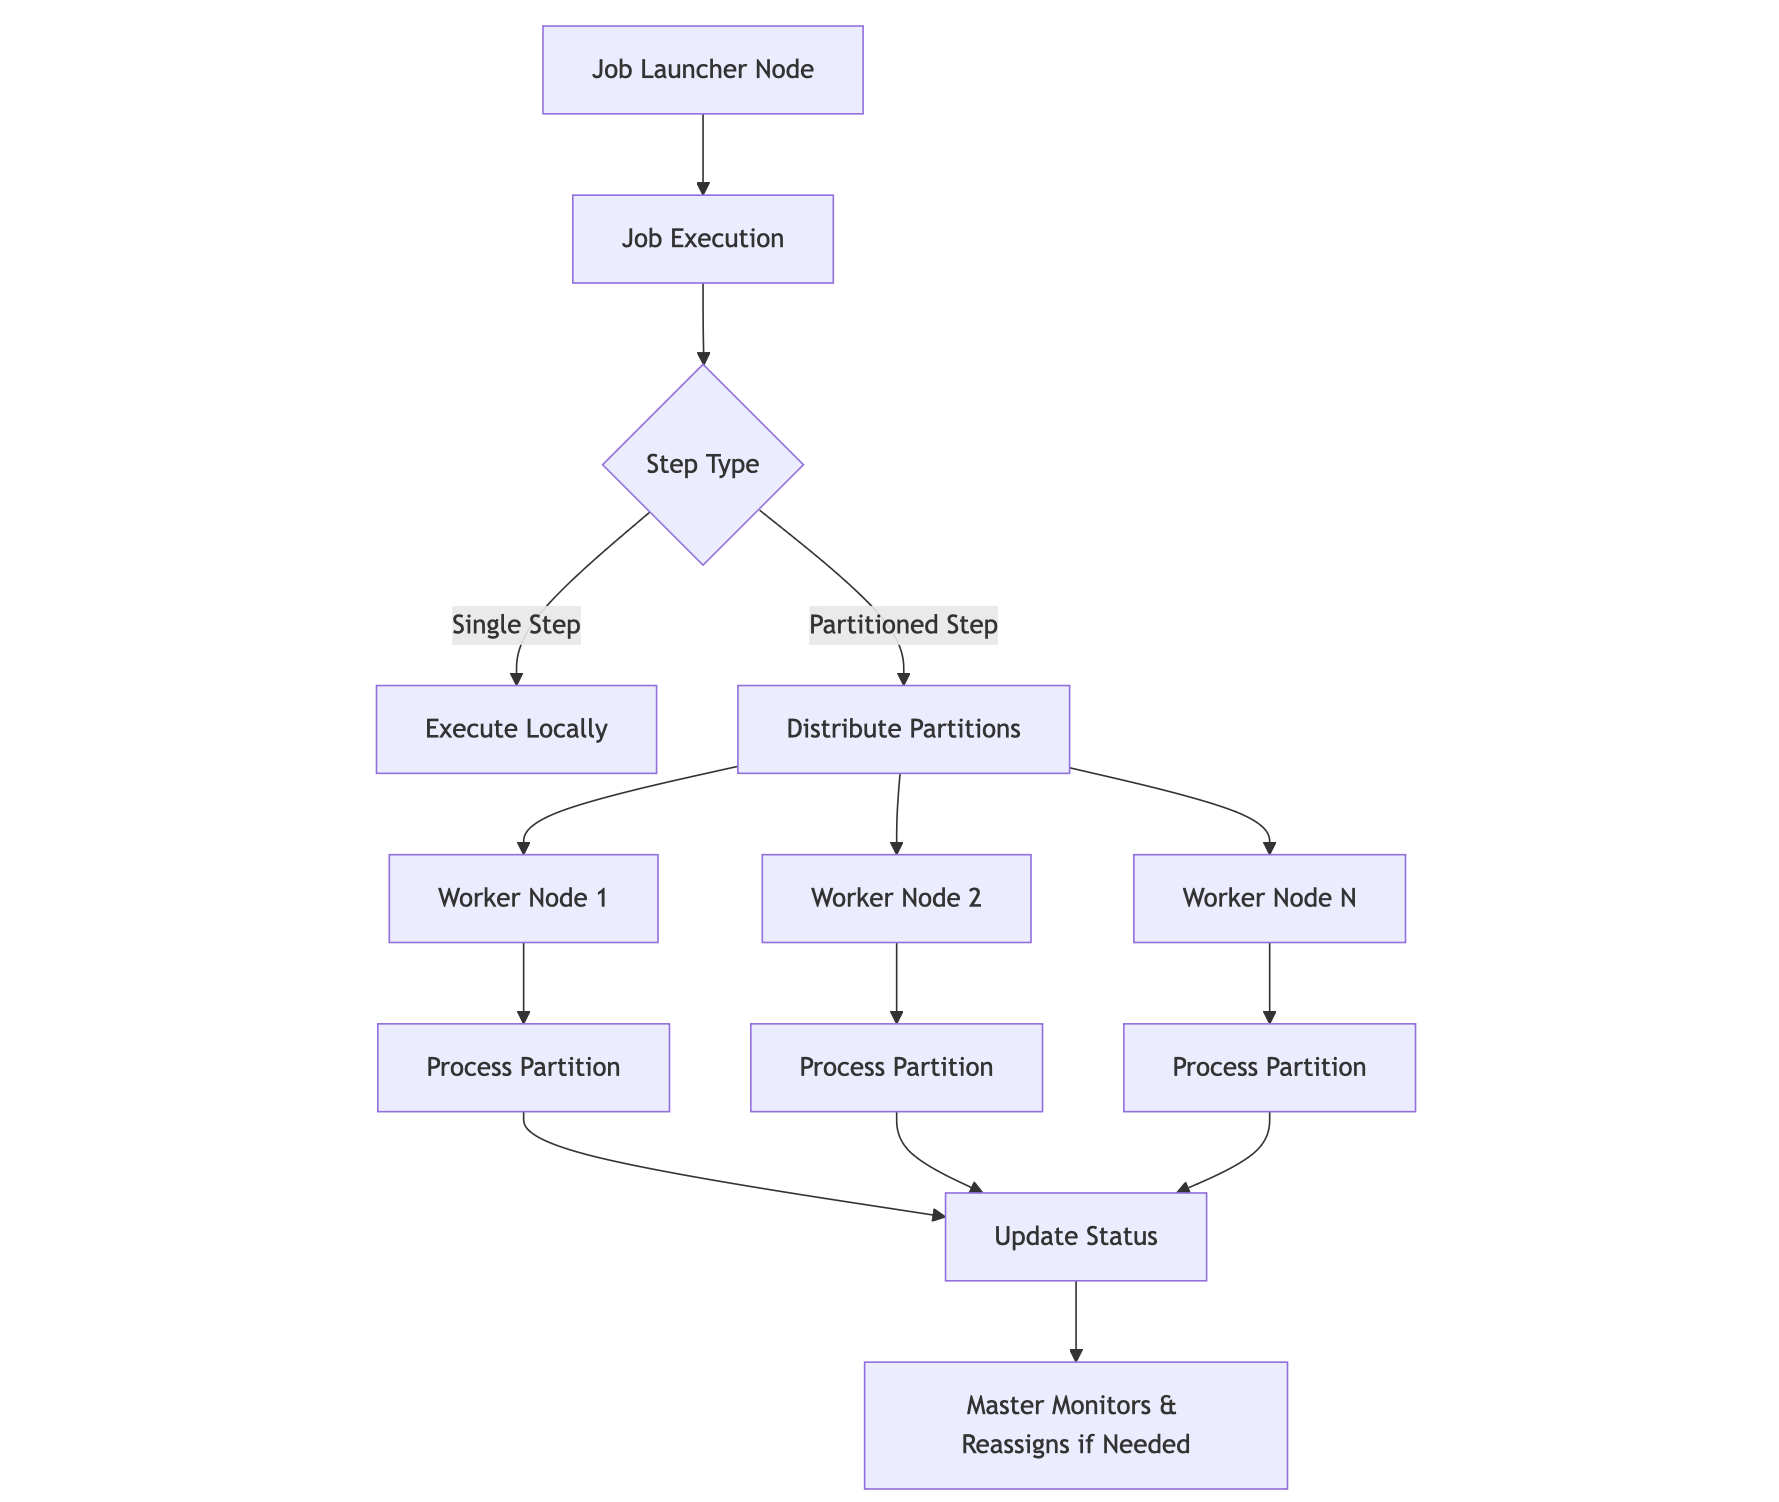 Job Launcher Node
Job Execution
Step Type
Single Step
Partitioned Step
Execute Locally
Distribute Partitions
Worker Node 1
Worker Node 2
Worker Node N
Process Partition
Process Partition
Process Partition
Update Status
Master Monitors &
Reassigns if Needed